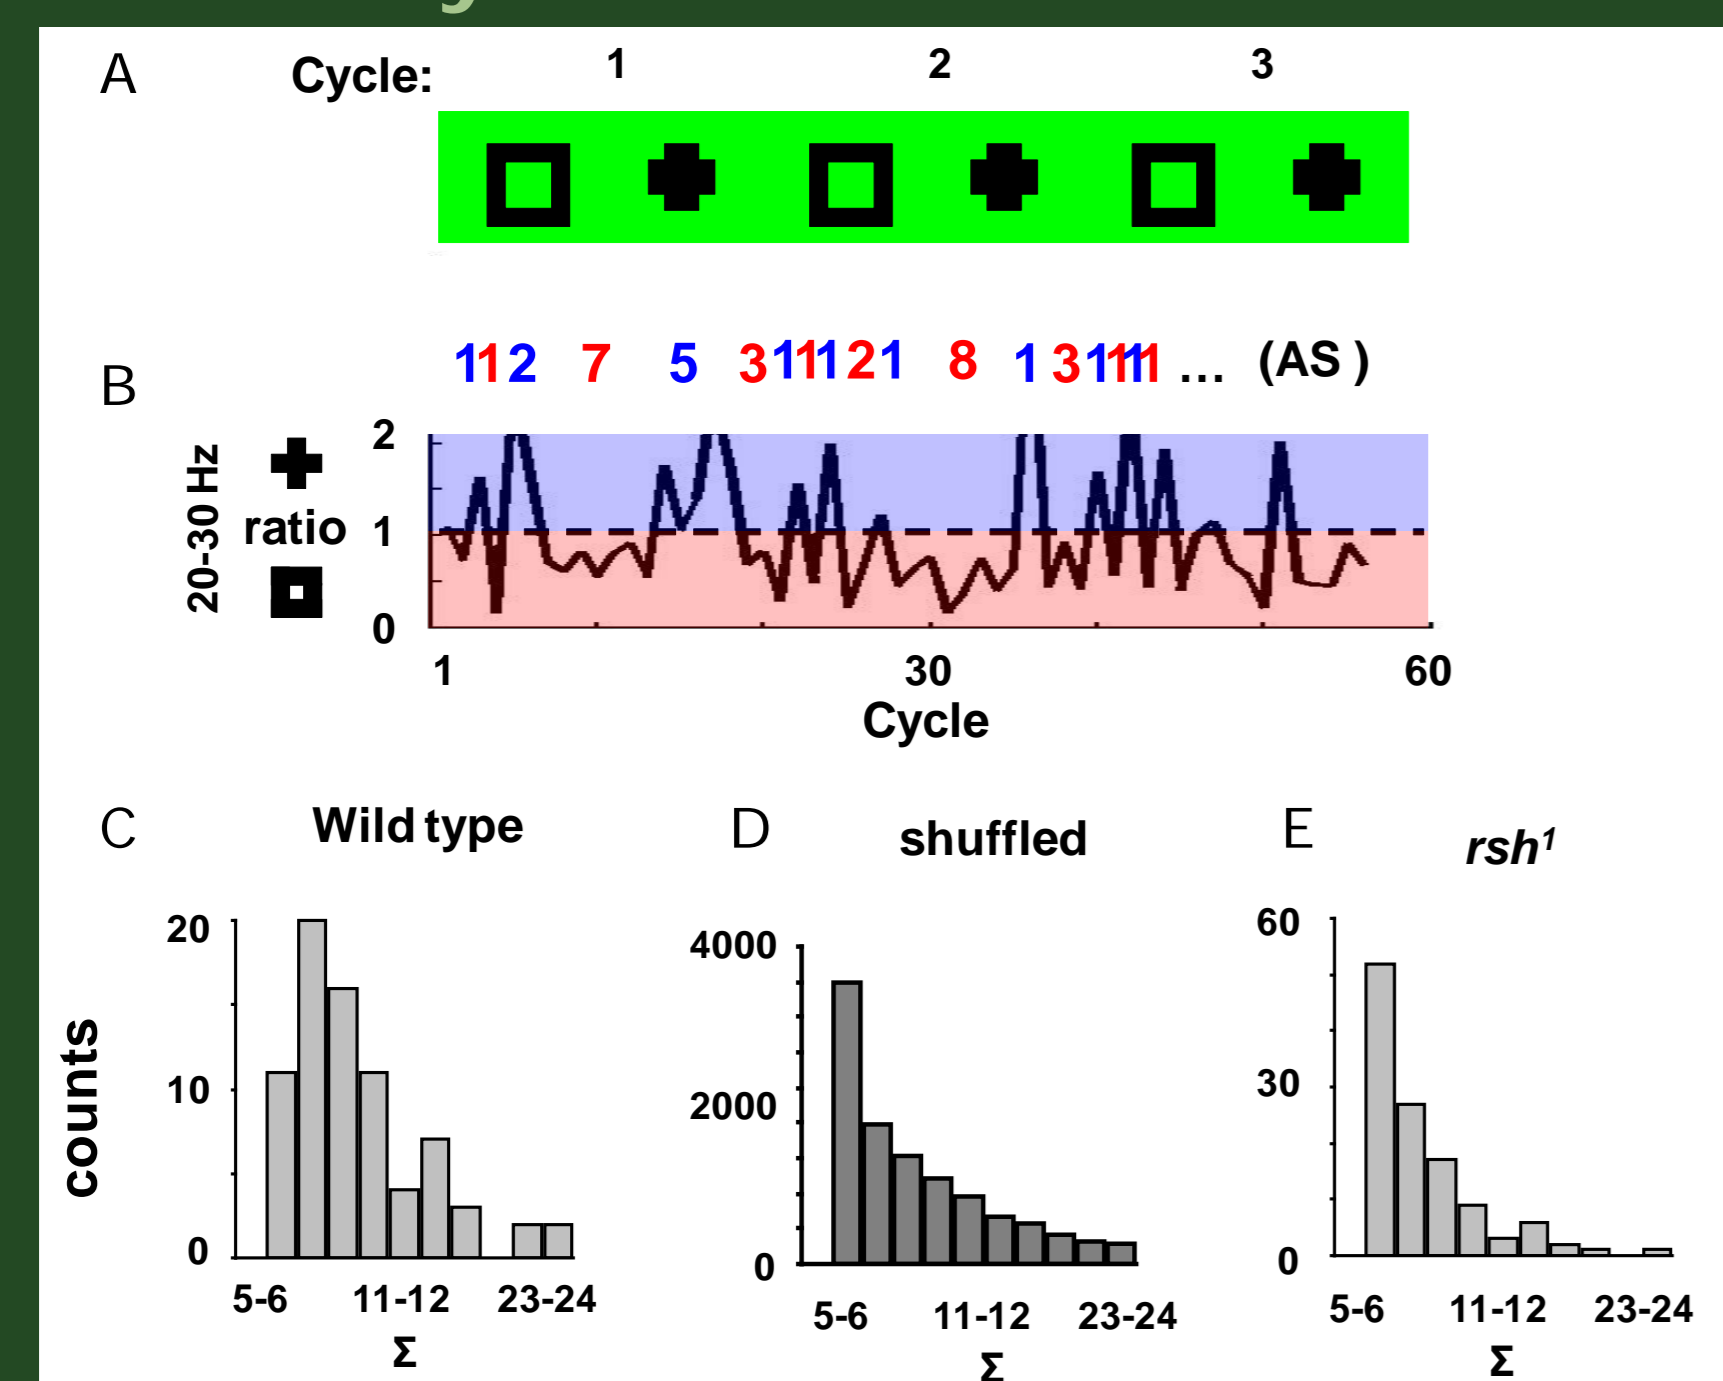 A
Cycle: 1 2 3
112 7 5 311121 8 1 31111 ... (AS )
B
20-30 Hz
ratio
2
1
0
1 30 60
Cycle
C Wild type
D shuffled
E rsh¹
counts
20
10
0
5-6 11-12 23-24
Σ
4000
2000
0
5-6 11-12 23-24
Σ
60
30
0
5-6 11-12 23-24
Σ